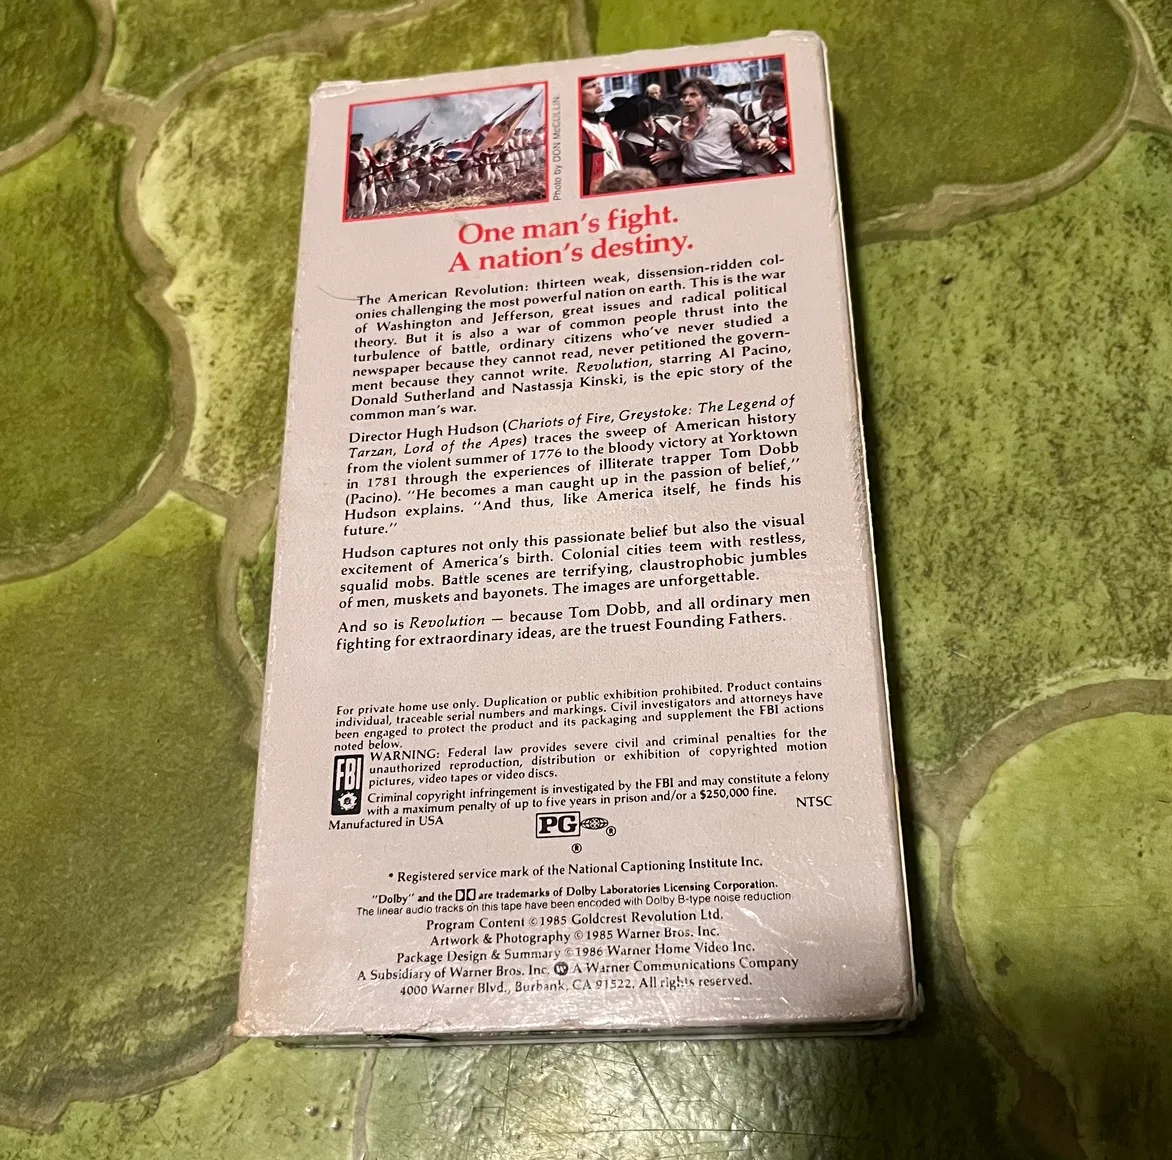 Photo by DON McCULLIN
One man's fight.
A nation's destiny.
The American Revolution: thirteen weak, dissension-ridden col-
onies challenging the most powerful nation on earth. This is the war
of Washington and Jefferson, great issues and radical political
theory. But it is also a war of common people thrust into the
turbulence of battle, ordinary citizens who've never studied a
newspaper because they cannot read, never petitioned the govern-
ment because they cannot write. Revolution, starring Al Pacino,
Donald Sutherland and Nastassja Kinski, is the epic story of the
common man's war.
Director Hugh Hudson (Chariots of Fire, Greystoke: The Legend of
Tarzan, Lord of the Apes) traces the sweep of American history
from the violent summer of 1776 to the bloody victory at Yorktown
in 1781 through the experiences of illiterate trapper Tom Dobb
(Pacino). "He becomes a man caught up in the passion of belief,"
Hudson explains. "And thus, like America itself, he finds his
future."
Hudson captures not only this passionate belief but also the visual
excitement of America's birth. Colonial cities teem with restless,
squalid mobs. Battle scenes are terrifying, claustrophobic jumbles
of men, muskets and bayonets. The images are unforgettable.
And so is Revolution — because Tom Dobb, and all ordinary men
fighting for extraordinary ideas, are the truest Founding Fathers.
For private home use only. Duplication or public exhibition prohibited. Product contains
individual, traceable serial numbers and markings. Civil investigators and attorneys have
been engaged to protect the product and its packaging and supplement the FBI actions
noted below.
FBI
WARNING: Federal law provides severe civil and criminal penalties for the
unauthorized reproduction, distribution or exhibition of copyrighted motion
pictures, video tapes or video discs.
Criminal copyright infringement is investigated by the FBI and may constitute a felony
with a maximum penalty of up to five years in prison and/or a $250,000 fine.
Manufactured in USA
NTSC
PG ®
®
* Registered service mark of the National Captioning Institute Inc.
"Dolby" and the DD are trademarks of Dolby Laboratories Licensing Corporation.
The linear audio tracks on this tape have been encoded with Dolby B-type noise reduction.
Program Content © 1985 Goldcrest Revolution Ltd.
Artwork & Photography © 1985 Warner Bros. Inc.
Package Design & Summary © 1986 Warner Home Video Inc.
A Subsidiary of Warner Bros. Inc. A Warner Communications Company
4000 Warner Blvd., Burbank, CA 91522. All rights reserved.